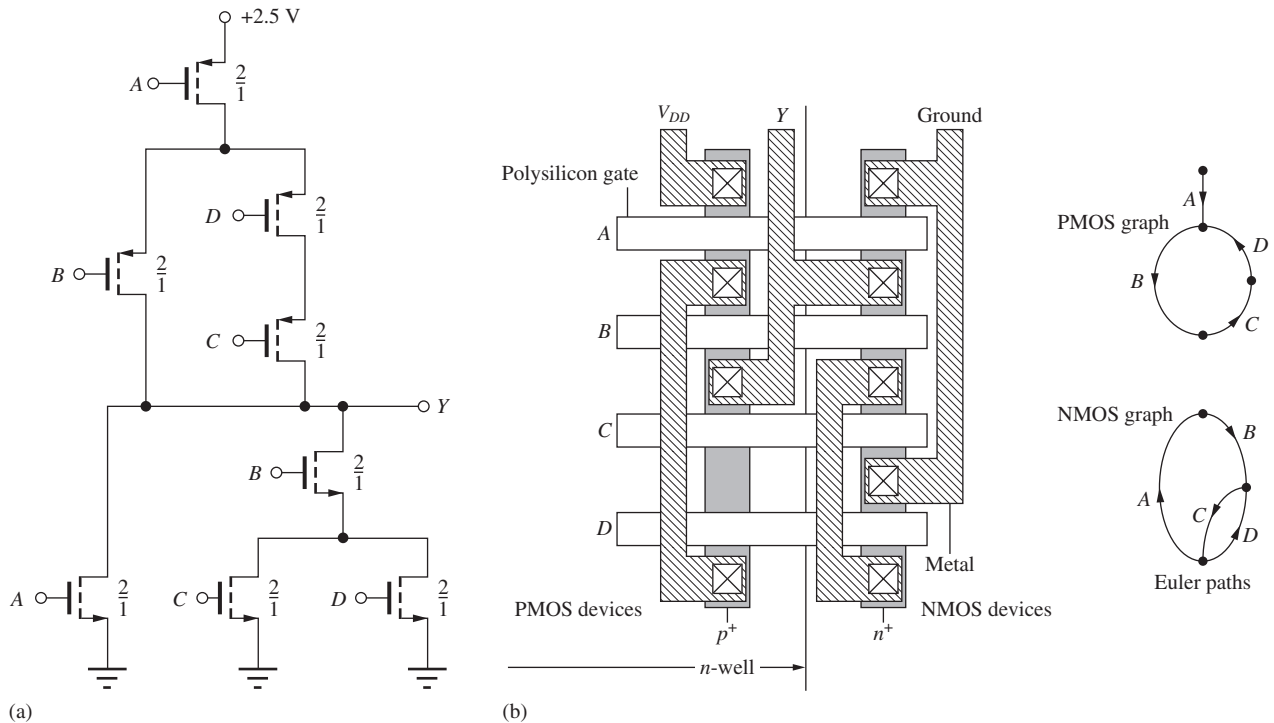 +2.5 V
A
2
1
D
2
1
B
2
1
C
2
1
Y
B
2
1
A
2
1
C
2
1
D
2
1
(a)
V_DD
Y
Ground
Polysilicon gate
A
B
C
D
Metal
PMOS devices
NMOS devices
p+
n+
n-well
(b)
PMOS graph
A
B
D
C
NMOS graph
B
A
C
D
Euler paths